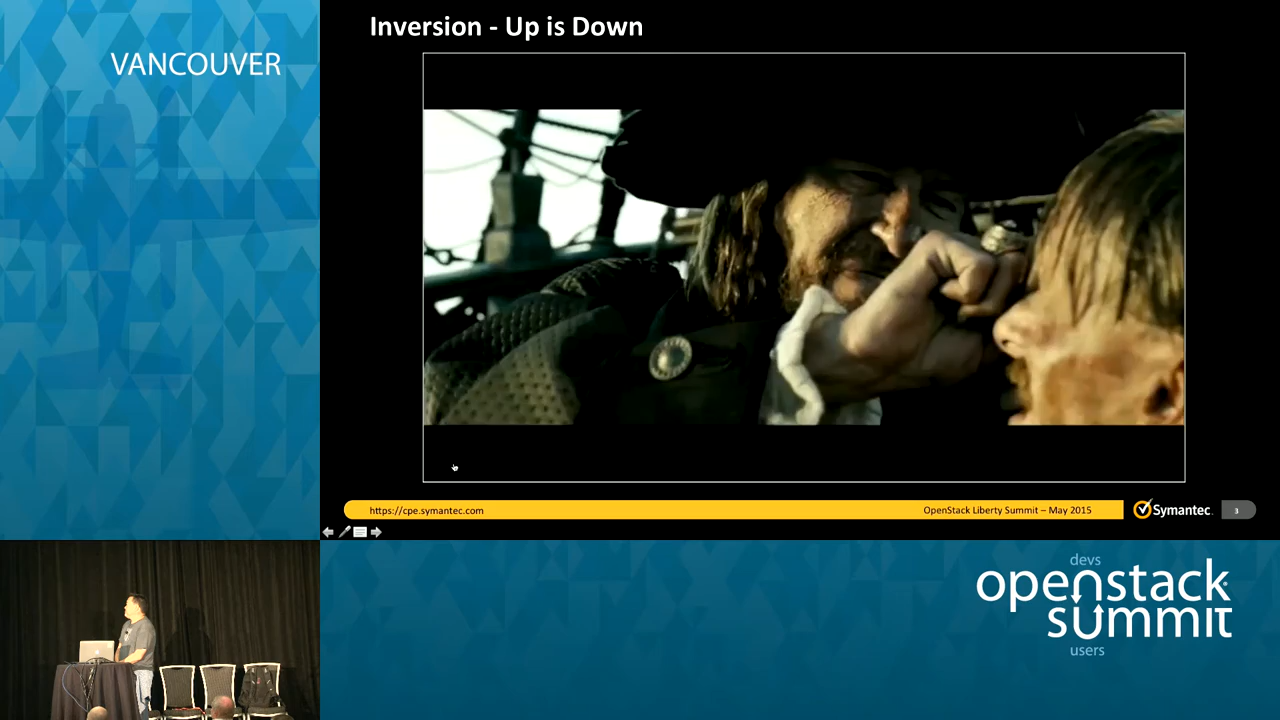 VANCOUVER
Inversion - Up is Down
https://cpe.symantec.com
OpenStack Liberty Summit – May 2015
Symantec.
3
devs
openstack
summit
users